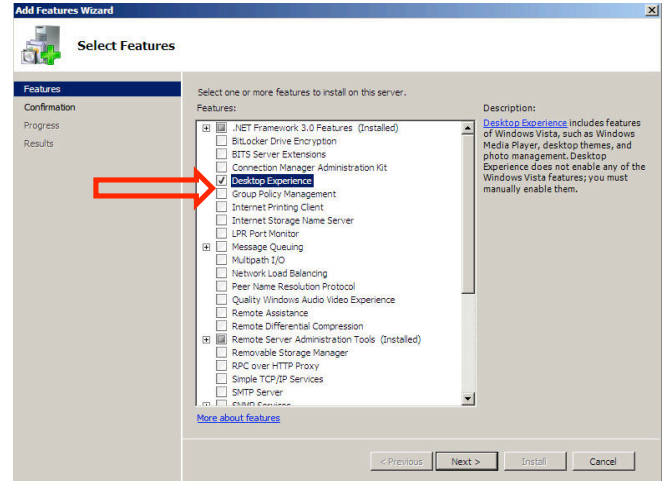 Add Features Wizard
Select Features
Features
Confirmation
Progress
Results
Select one or more features to install on this server.
Features:
.NET Framework 3.0 Features (Installed)
BitLocker Drive Encryption
BITS Server Extensions
Connection Manager Administration Kit
Desktop Experience
Group Policy Management
Internet Printing Client
Internet Storage Name Server
LPR Port Monitor
Message Queuing
Multipath I/O
Network Load Balancing
Peer Name Resolution Protocol
Quality Windows Audio Video Experience
Remote Assistance
Remote Differential Compression
Remote Server Administration Tools (Installed)
Removable Storage Manager
RPC over HTTP Proxy
Simple TCP/IP Services
SMTP Server
SNMP Services
More about features
Description:
Desktop Experience includes features
of Windows Vista, such as Windows
Media Player, desktop themes, and
photo management. Desktop
Experience does not enable any of the
Windows Vista features; you must
manually enable them.
< Previous
Next >
Install
Cancel